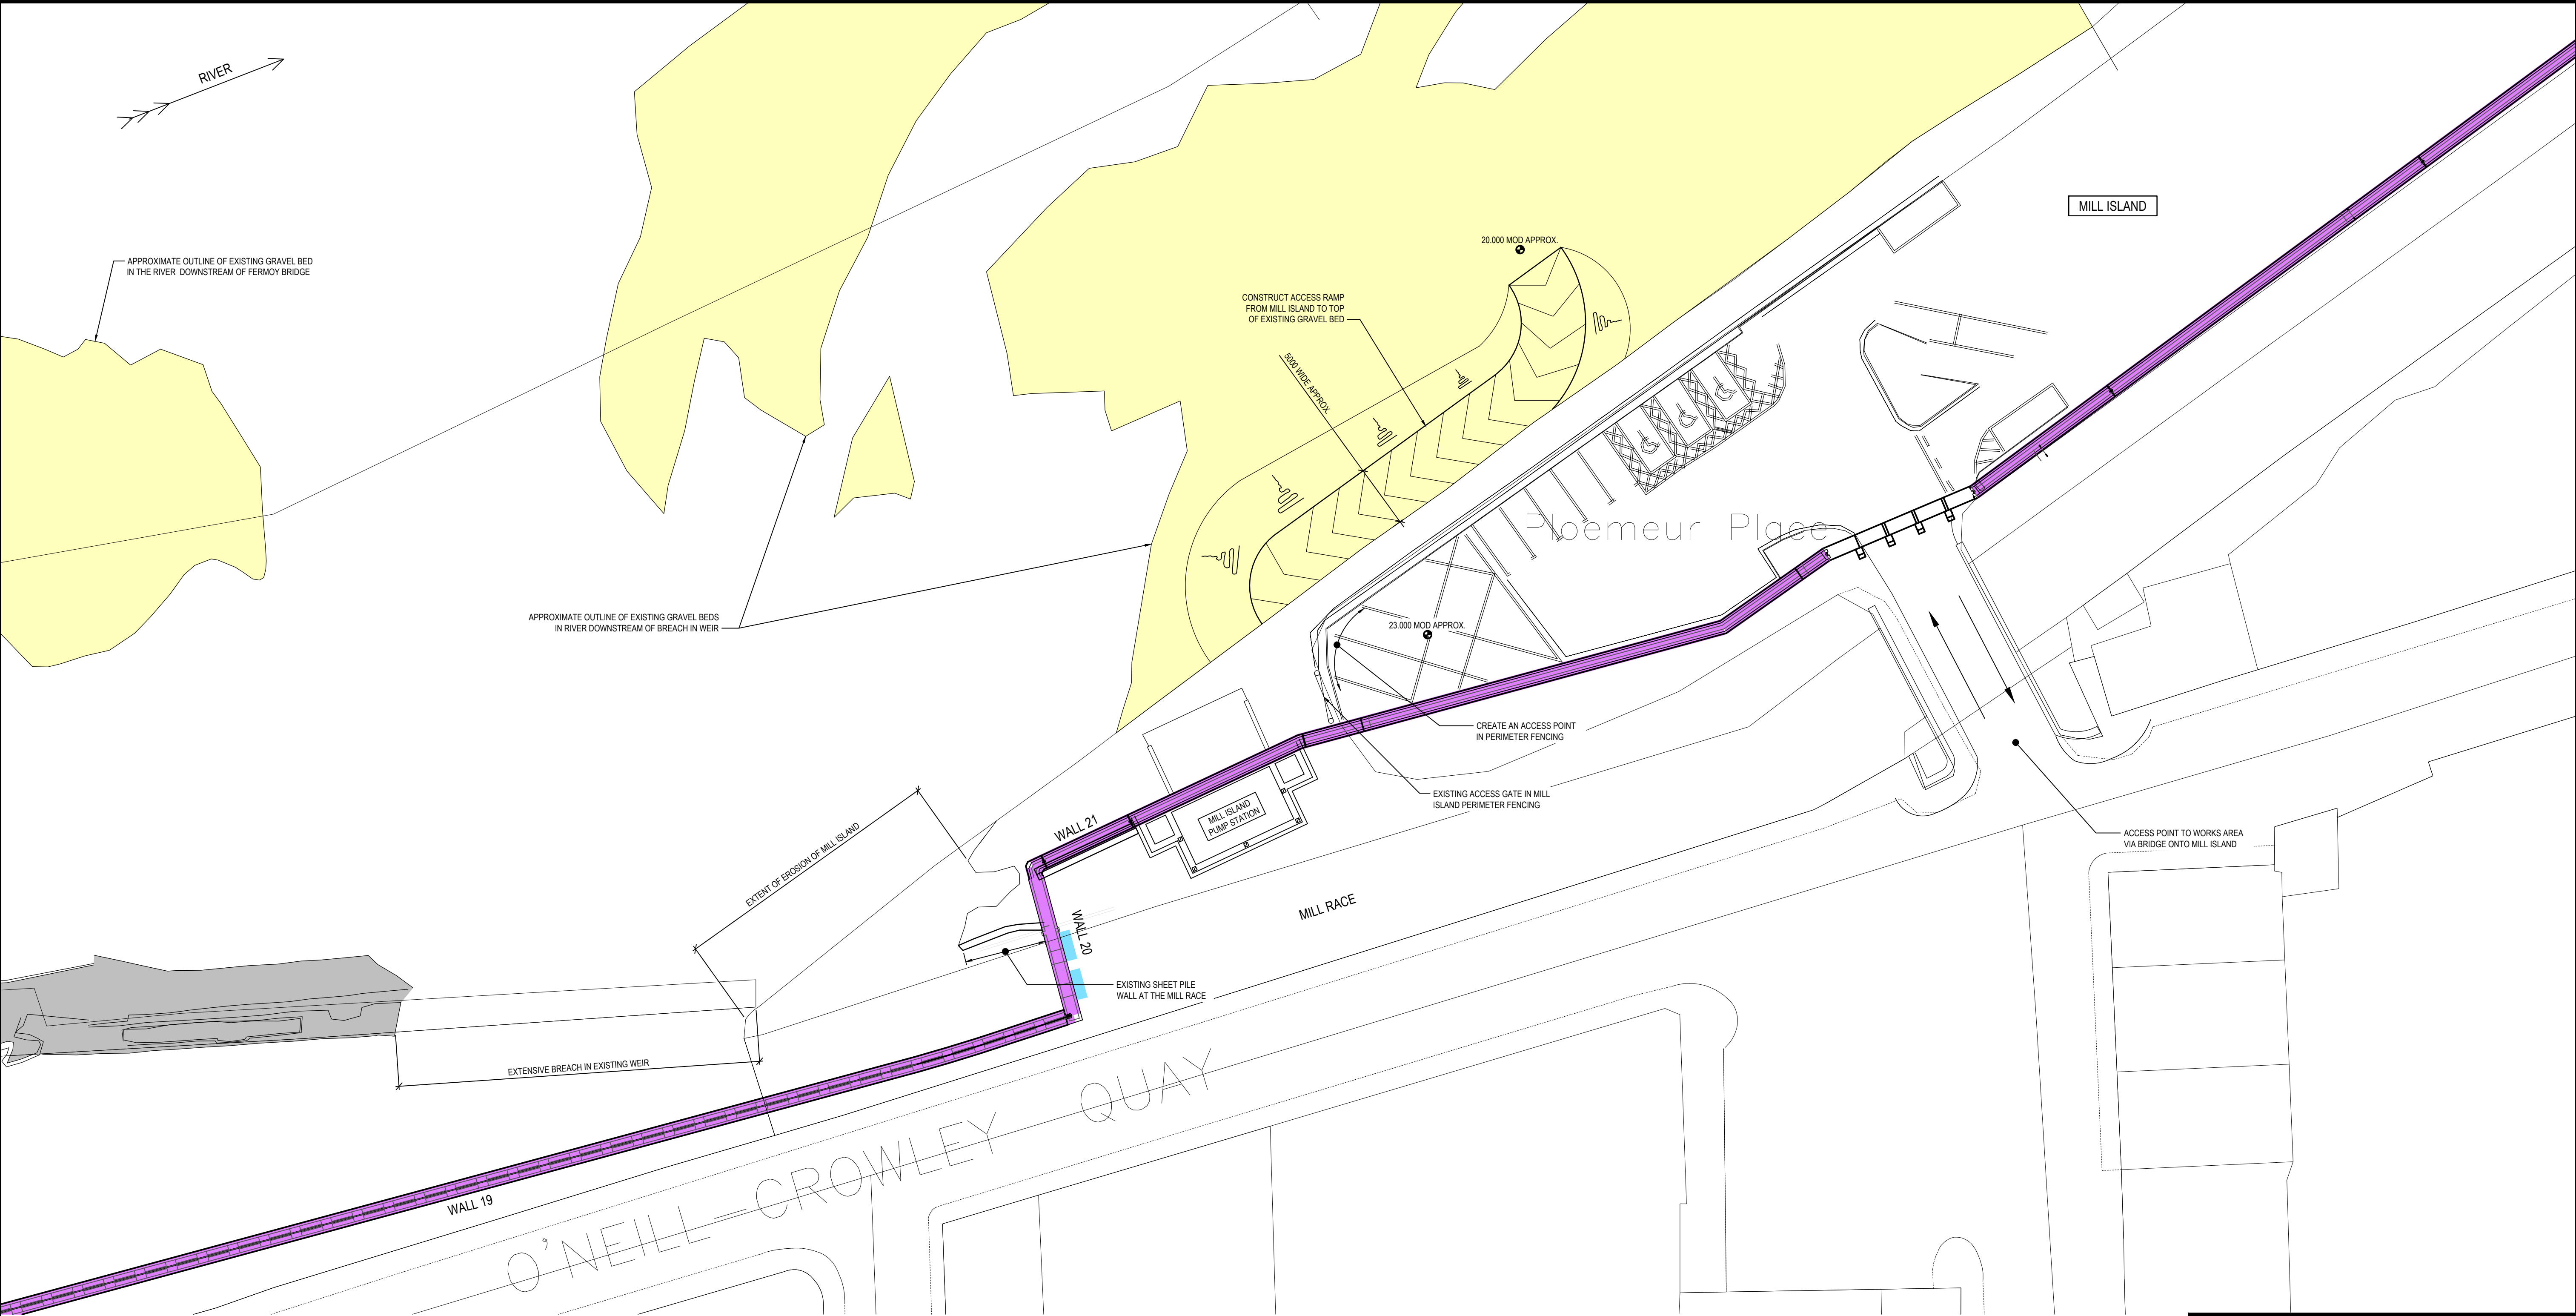 RIVER
MILL ISLAND
20.000 MOD APPROX.
APPROXIMATE OUTLINE OF EXISTING GRAVEL BED
IN THE RIVER DOWNSTREAM OF FERMOY BRIDGE
CONSTRUCT ACCESS RAMP
FROM MILL ISLAND TO TOP
OF EXISTING GRAVEL BED
5000 WIDE APPROX.
Ploemeur Place
APPROXIMATE OUTLINE OF EXISTING GRAVEL BEDS
IN RIVER DOWNSTREAM OF BREACH IN WEIR
23.000 MOD APPROX.
CREATE AN ACCESS POINT
IN PERIMETER FENCING
EXISTING ACCESS GATE IN MILL
ISLAND PERIMETER FENCING
MILL ISLAND
PUMP STATION
WALL 21
ACCESS POINT TO WORKS AREA
VIA BRIDGE ONTO MILL ISLAND
EXTENT OF EROSION OF MILL ISLAND
MILL RACE
WALL 20
EXISTING SHEET PILE
WALL AT THE MILL RACE
EXTENSIVE BREACH IN EXISTING WEIR
O'NEILL-CROWLEY QUAY
WALL 19